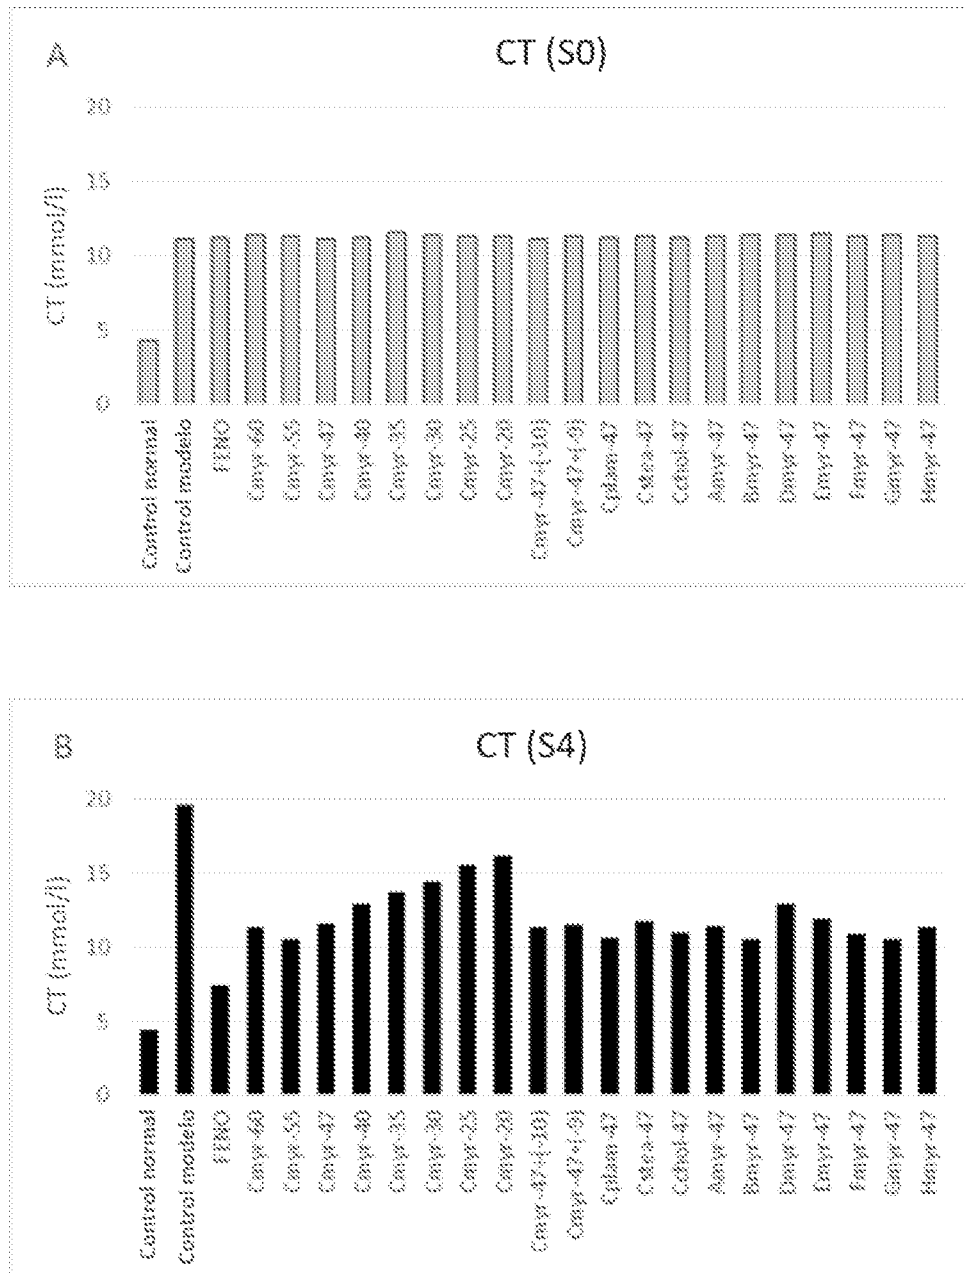 A
CT (S0)
CT (mmol/l)
20
15
10
5
0
Control normal
Control modelo
FENO
Cmyr-60
Cmyr-55
Cmyr-47
Cmyr-40
Cmyr-35
Cmyr-30
Cmyr-25
Cmyr-20
Cmyr-47+(-10)
Cmyr-47+(-9)
Cplam-47
Cstea-47
Cchol-47
Amyr-47
Bmyr-47
Dmyr-47
Emyr-47
Fmyr-47
Gmyr-47
Hmyr-47
B
CT (S4)
CT (mmol/l)
20
15
10
5
0
Control normal
Control modelo
FENO
Cmyr-60
Cmyr-55
Cmyr-47
Cmyr-40
Cmyr-35
Cmyr-30
Cmyr-25
Cmyr-20
Cmyr-47+(-10)
Cmyr-47+(-9)
Cplam-47
Cstea-47
Cchol-47
Amyr-47
Bmyr-47
Dmyr-47
Emyr-47
Fmyr-47
Gmyr-47
Hmyr-47